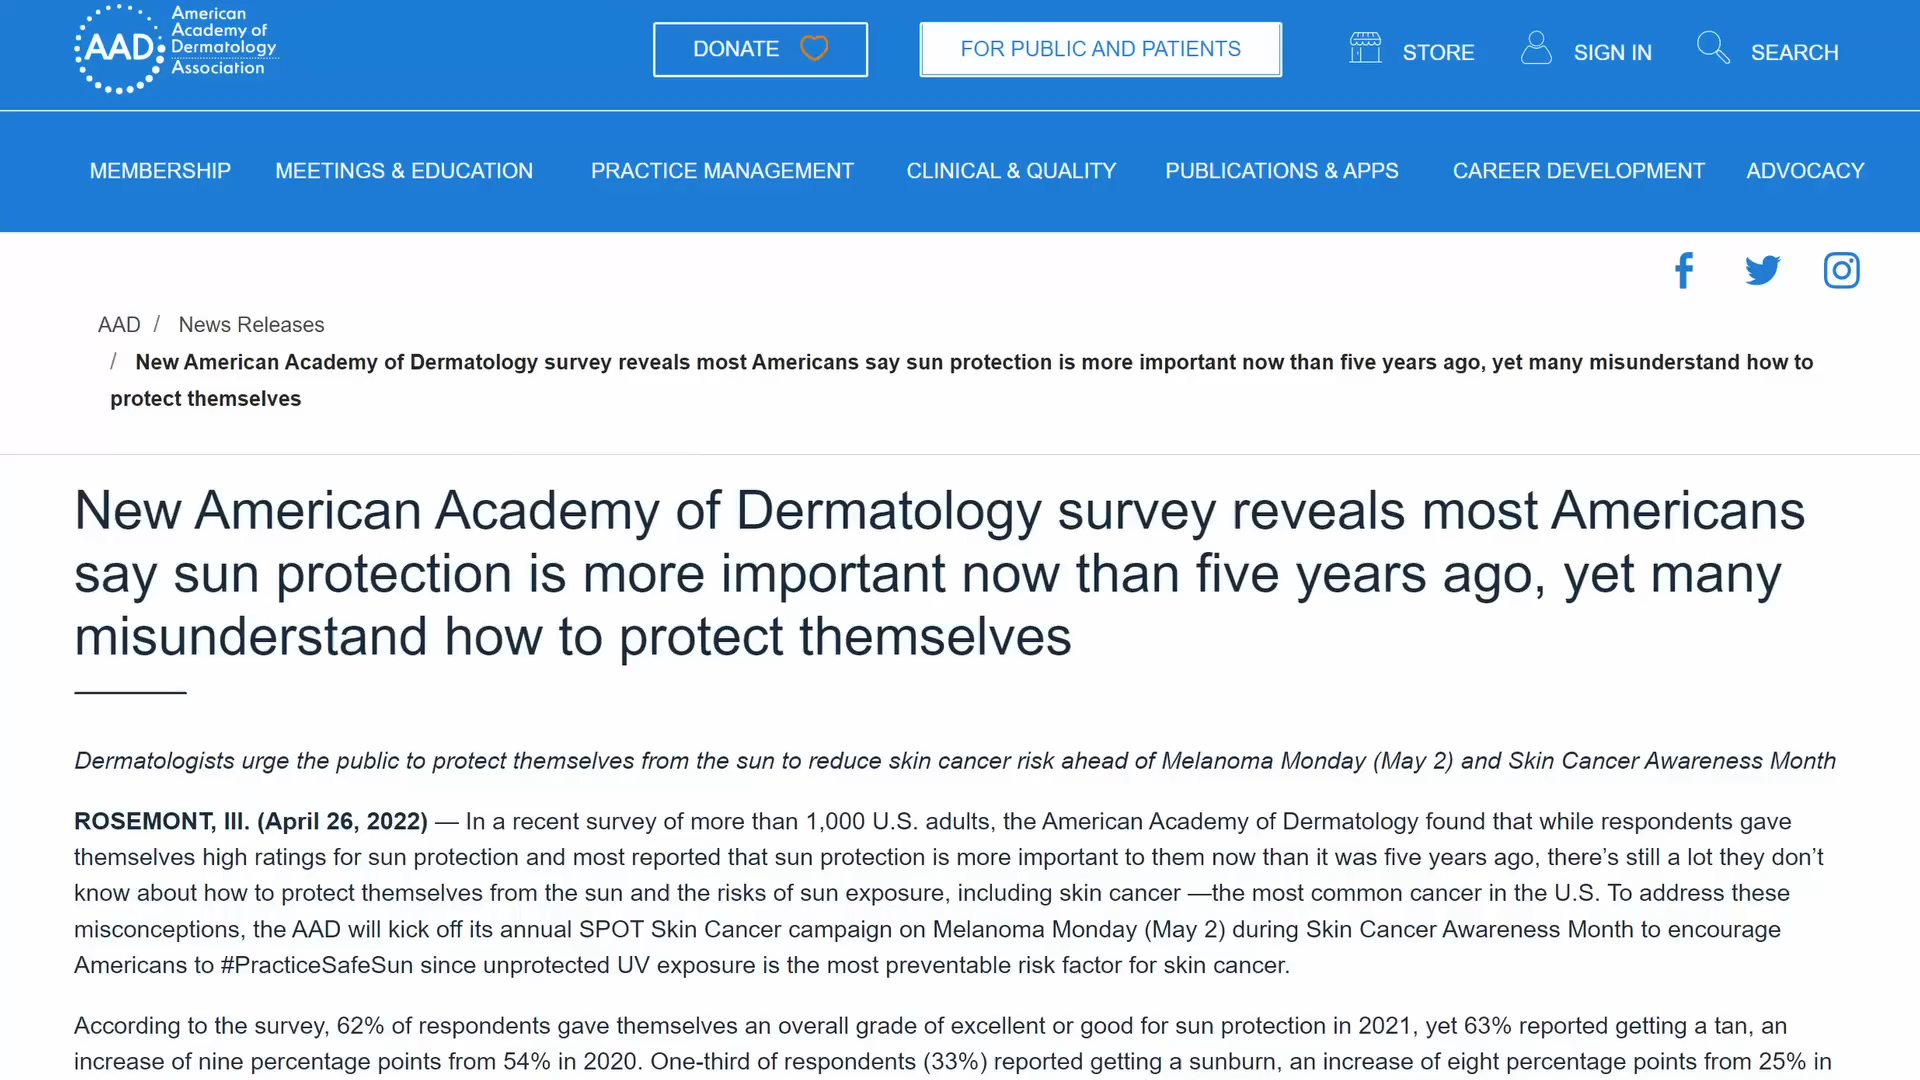 American
Academy of
Dermatology
Association
AAD
DONATE
FOR PUBLIC AND PATIENTS
STORE
SIGN IN
SEARCH
MEMBERSHIP
MEETINGS & EDUCATION
PRACTICE MANAGEMENT
CLINICAL & QUALITY
PUBLICATIONS & APPS
CAREER DEVELOPMENT
ADVOCACY
AAD / News Releases
/ New American Academy of Dermatology survey reveals most Americans say sun protection is more important now than five years ago, yet many misunderstand how to
protect themselves
New American Academy of Dermatology survey reveals most Americans
say sun protection is more important now than five years ago, yet many
misunderstand how to protect themselves
Dermatologists urge the public to protect themselves from the sun to reduce skin cancer risk ahead of Melanoma Monday (May 2) and Skin Cancer Awareness Month
ROSEMONT, Ill. (April 26, 2022) — In a recent survey of more than 1,000 U.S. adults, the American Academy of Dermatology found that while respondents gave
themselves high ratings for sun protection and most reported that sun protection is more important to them now than it was five years ago, there’s still a lot they don’t
know about how to protect themselves from the sun and the risks of sun exposure, including skin cancer —the most common cancer in the U.S. To address these
misconceptions, the AAD will kick off its annual SPOT Skin Cancer campaign on Melanoma Monday (May 2) during Skin Cancer Awareness Month to encourage
Americans to #PracticeSafeSun since unprotected UV exposure is the most preventable risk factor for skin cancer.
According to the survey, 62% of respondents gave themselves an overall grade of excellent or good for sun protection in 2021, yet 63% reported getting a tan, an
increase of nine percentage points from 54% in 2020. One-third of respondents (33%) reported getting a sunburn, an increase of eight percentage points from 25% in